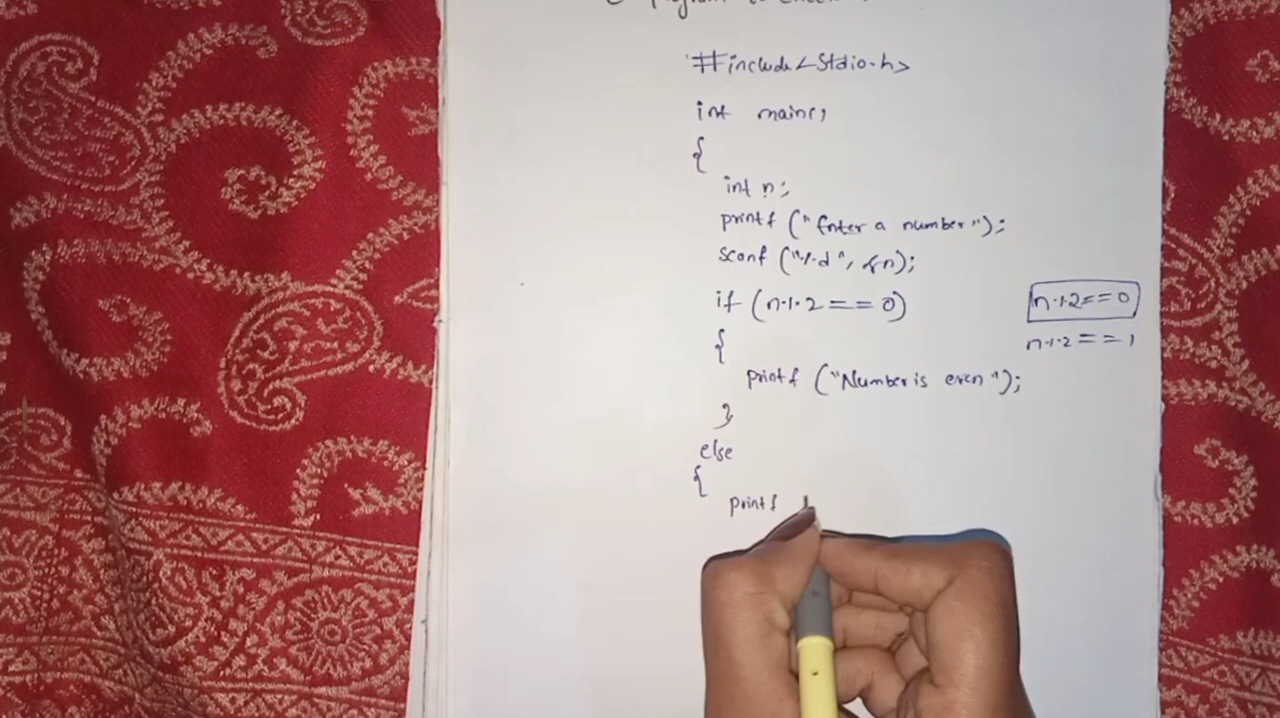 #include<stdio.h>
int main()
{
int n;
printf ("Enter a number");
scanf ("%d", &n);
if (n%2 == 0)
n%2 == 0
{
n%2 == 1
printf ("Number is even");
}
else
{
printf